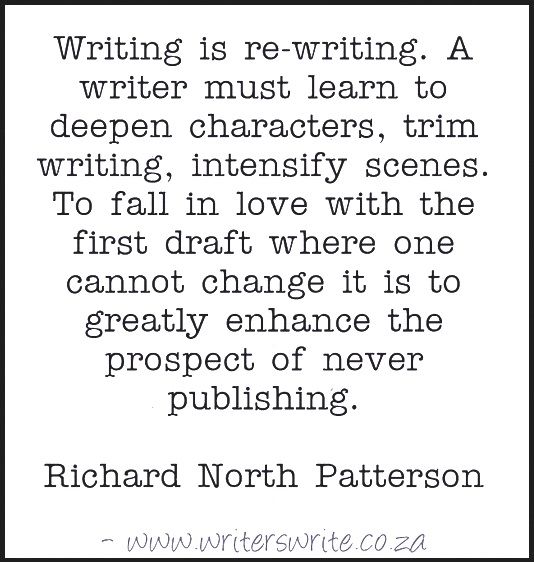 Writing is re-writing. A
writer must learn to
deepen characters, trim
writing, intensify scenes.
To fall in love with the
first draft where one
cannot change it is to
greatly enhance the
prospect of never
publishing.
Richard North Patterson
- www.writerswrite.co.za